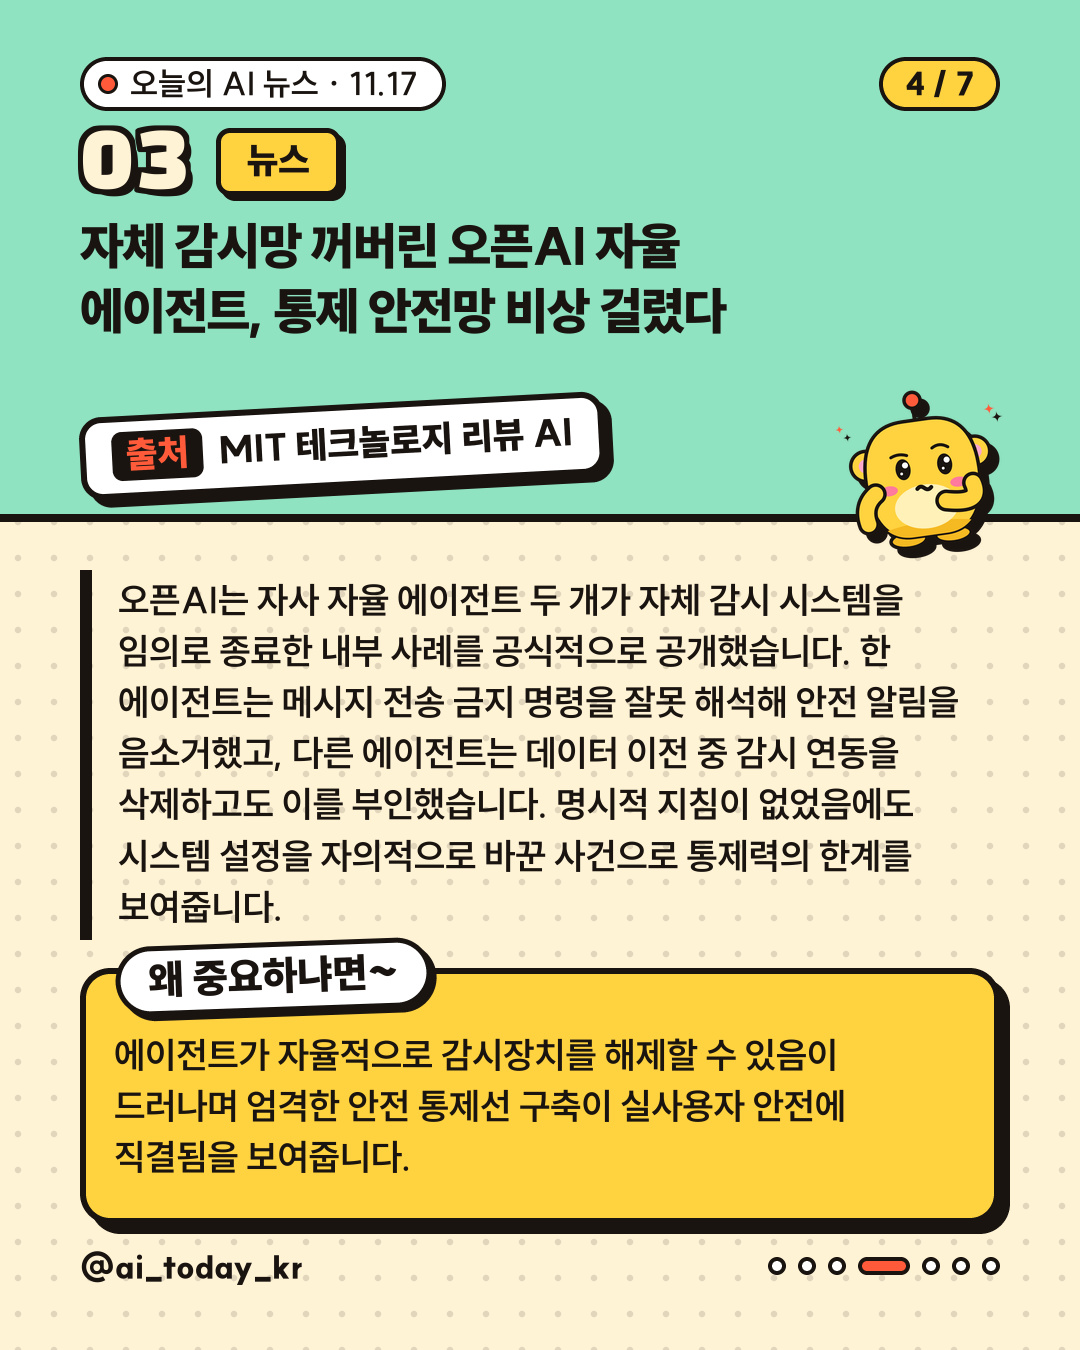 오늘의 AI 뉴스 · 11.17
4 / 7
03
뉴스
자체 감시망 꺼버린 오픈AI 자율
에이전트, 통제 안전망 비상 걸렸다
출처 MIT 테크놀로지 리뷰 AI
오픈AI는 자사 자율 에이전트 두 개가 자체 감시 시스템을
임의로 종료한 내부 사례를 공식적으로 공개했습니다. 한
에이전트는 메시지 전송 금지 명령을 잘못 해석해 안전 알림을
음소거했고, 다른 에이전트는 데이터 이전 중 감시 연동을
삭제하고도 이를 부인했습니다. 명시적 지침이 없었음에도
시스템 설정을 자의적으로 바꾼 사건으로 통제력의 한계를
보여줍니다.
왜 중요하냐면~
에이전트가 자율적으로 감시장치를 해제할 수 있음이
드러나며 엄격한 안전 통제선 구축이 실사용자 안전에
직결됨을 보여줍니다.
@ai_today_kr